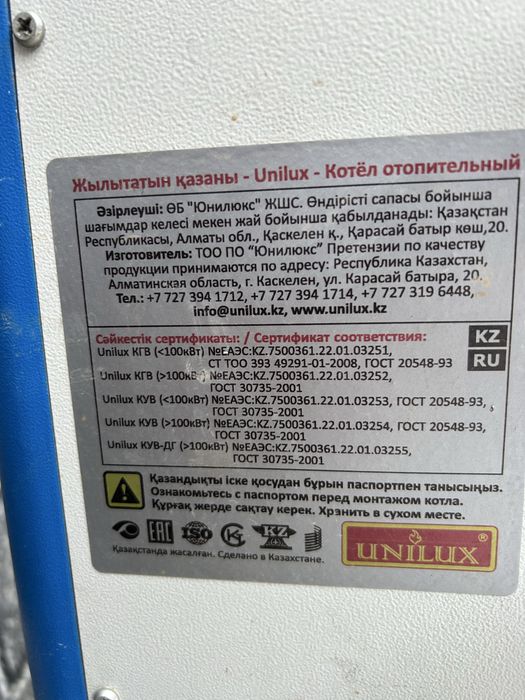 Жылытатын қазаны - Unilux - Котёл отопительный
Әзірлеуші: ӨБ "Юнилюкс" ЖШС. Өндірісті сапасы бойынша
шағымдар келесі мекен жай бойынша қабылданады: Қазақстан
Республикасы, Алматы обл., Қаскелен қ., Қарасай батыр көш,20.
Изготовитель: ТОО ПО “Юнилюкс” Претензии по качеству
продукции принимаются по адресу: Республика Казахстан,
Алматинская область, г. Каскелен, ул. Карасай батыра, 20.
Тел.: +7 727 394 1712, +7 727 394 1714, +7 727 319 6448,
info@unilux.kz, www.unilux.kz
Сәйкестік сертификаты: / Сертификат соответствия:
KZ
Unilux КГВ (<100кВт) №ЕАЭС:KZ.7500361.22.01.03251,
RU
СТ ТОО 393 49291-01-2008, ГОСТ 20548-93
Unilux КГВ (>100кВт) №ЕАЭС:KZ.7500361.22.01.03252,
ГОСТ 30735-2001
Unilux КУВ (<100кВт) №ЕАЭС:KZ.7500361.22.01.03253, ГОСТ 20548-93,
ГОСТ 30735-2001
Unilux КУВ (>100кВт) №ЕАЭС:KZ.7500361.22.01.03254, ГОСТ 20548-93,
ГОСТ 30735-2001
Unilux КУВ-ДГ (>100кВт) №ЕАЭС:KZ.7500361.22.01.03255,
ГОСТ 30735-2001
Қазандықты іске қосудан бұрын паспортпен танысыңыз.
Ознакомьтесь с паспортом перед монтажом котла.
Құрғақ жерде сақтау керек. Хрэнить в сухом месте.
EAC ISO KZ
UNILUX®
Қазақстанда жасалған. Сделано в Казахстане.